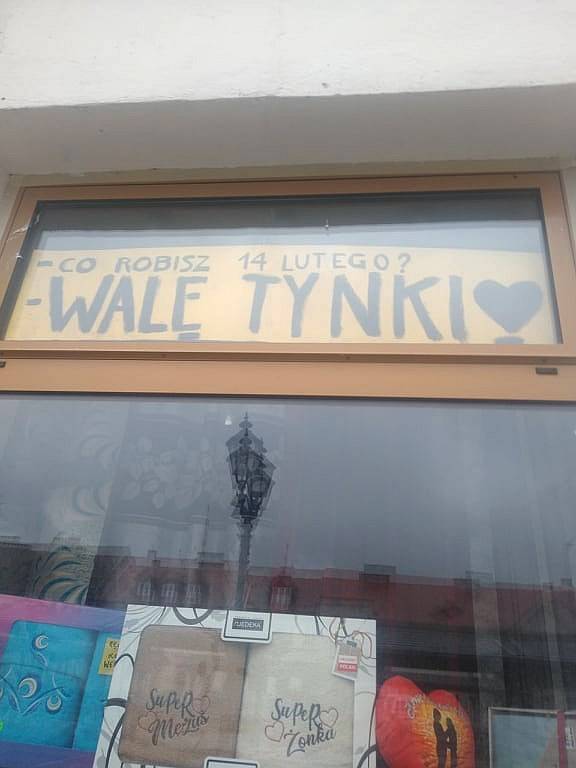 - CO ROBISZ 14 LUTEGO?
- WALĘ TYNKI
Super
Mężuś
Super
Żonka